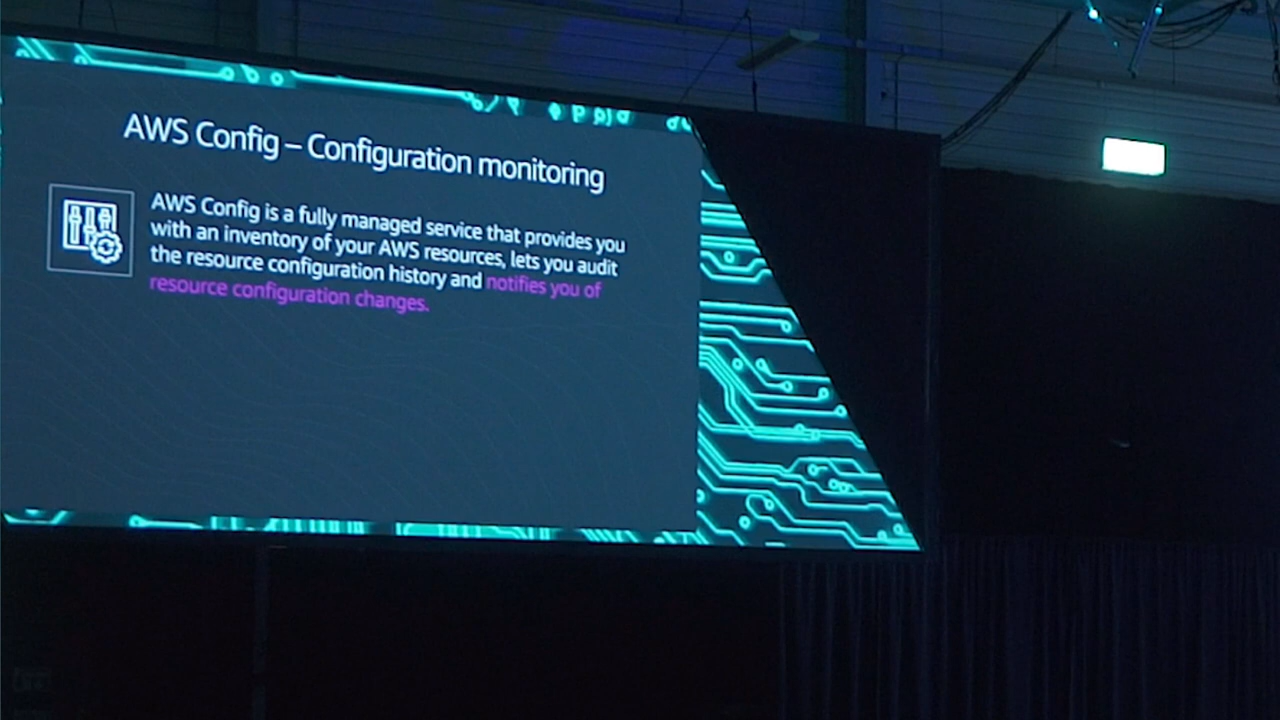 AWS Config – Configuration monitoring
AWS Config is a fully managed service that provides you
with an inventory of your AWS resources, lets you audit
the resource configuration history and notifies you of
resource configuration changes.